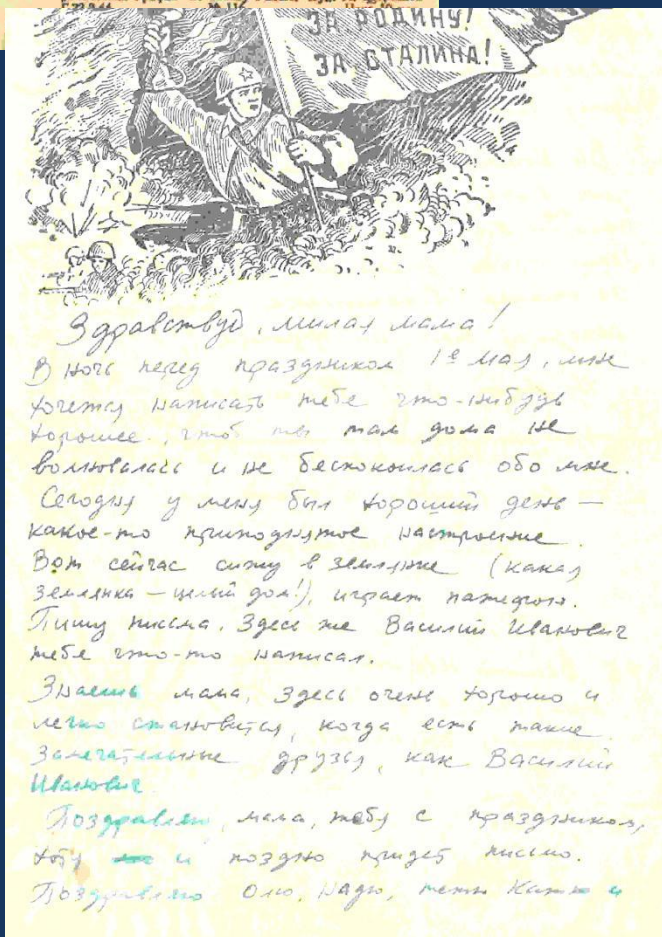 ЗА РОДИНУ!
ЗА СТАЛИНА!
Здравствуй, милая мама!
В ночь перед праздником 1е мая, мне
хочется написать тебе что-нибудь
хорошее, чтоб ты там дома не
волновалась и не беспокоилась обо мне.
Сегодня у меня был хороший день —
какое-то приподнятое настроение.
Вот сейчас сижу в землянке (какая
землянка — целый дом!), играет патефон.
Пишу письма. Здесь же Василий Иванович
тебе что-то написал.
Знаешь мама, здесь очень хорошо и
легко становится, когда есть такие
замечательные друзья, как Василий
Иванович.
Поздравляю, мама, тебя с праздником,
хотя и поздно придет письмо.
Поздравляю Олю, Надю, тетю Катю и